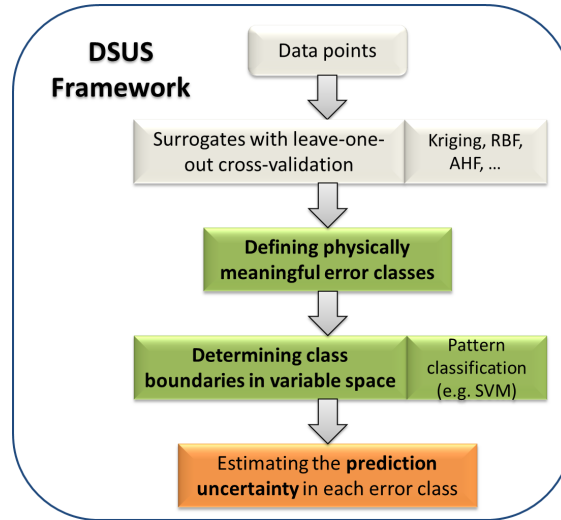 DSUS
Framework
Data points
Surrogates with leave-one-
out cross-validation
Kriging, RBF,
AHF, ...
Defining physically
meaningful error classes
Determining class
boundaries in variable space
Pattern
classification
(e.g. SVM)
Estimating the prediction
uncertainty in each error class